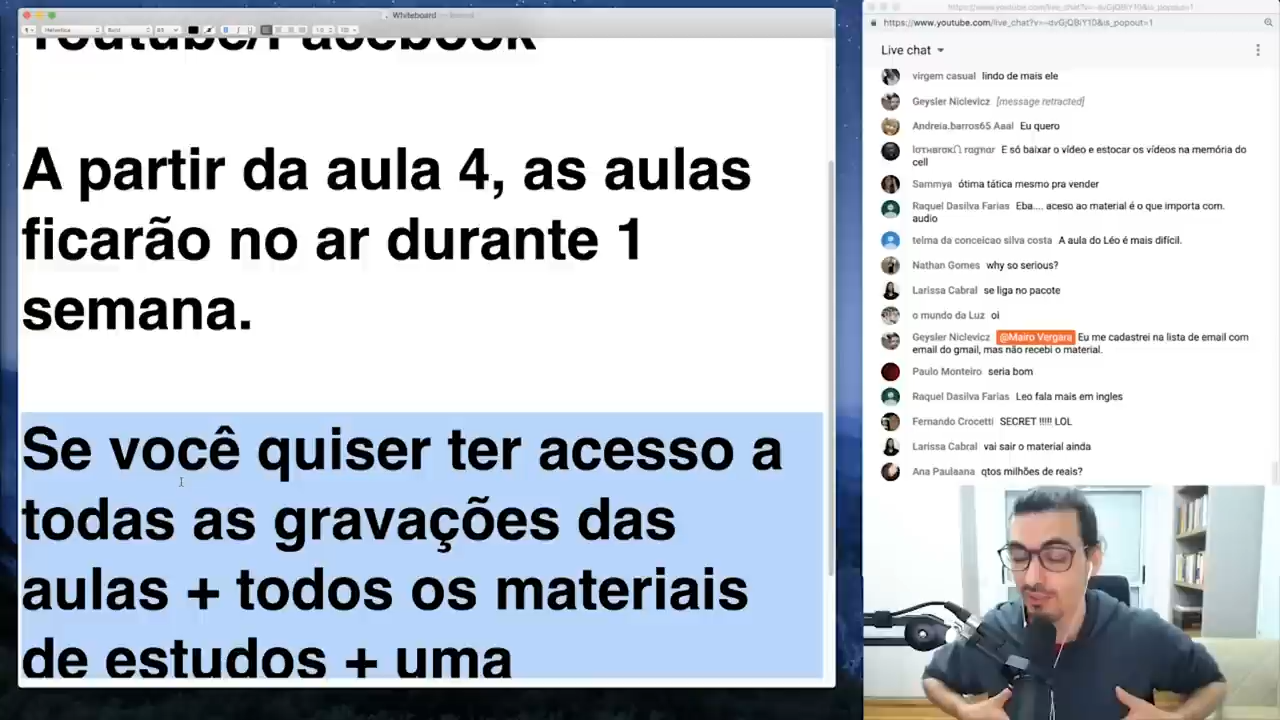 Whiteboard
Helvetica
Bold
Youtube/Facebook
A partir da aula 4, as aulas
ficarão no ar durante 1
semana.
Se você quiser ter acesso a
todas as gravações das
aulas + todos os materiais
de estudos + uma
Live chat
virgem casual lindo de mais ele
Geysler Niclevicz [message retracted]
Andreia.barros65 Aaal Eu quero
E só baixar o vídeo e estocar os vídeos na memória do
cell
Sammya ótima tática mesmo pra vender
Raquel Dasilva Farias Eba.... aceso ao material é o que importa com.
audio
telma da conceicao silva costa A aula do Léo é mais difícil.
Nathan Gomes why so serious?
Larissa Cabral se liga no pacote
o mundo da Luz oi
Geysler Niclevicz @Mairo Vergara Eu me cadastrei na lista de email com
email do gmail, mas não recebi o material.
Paulo Monteiro seria bom
Raquel Dasilva Farias Leo fala mais em ingles
Fernando Crocetti SECRET !!!!! LOL
Larissa Cabral vai sair o material ainda
Ana Paulaana qtos milhões de reais?